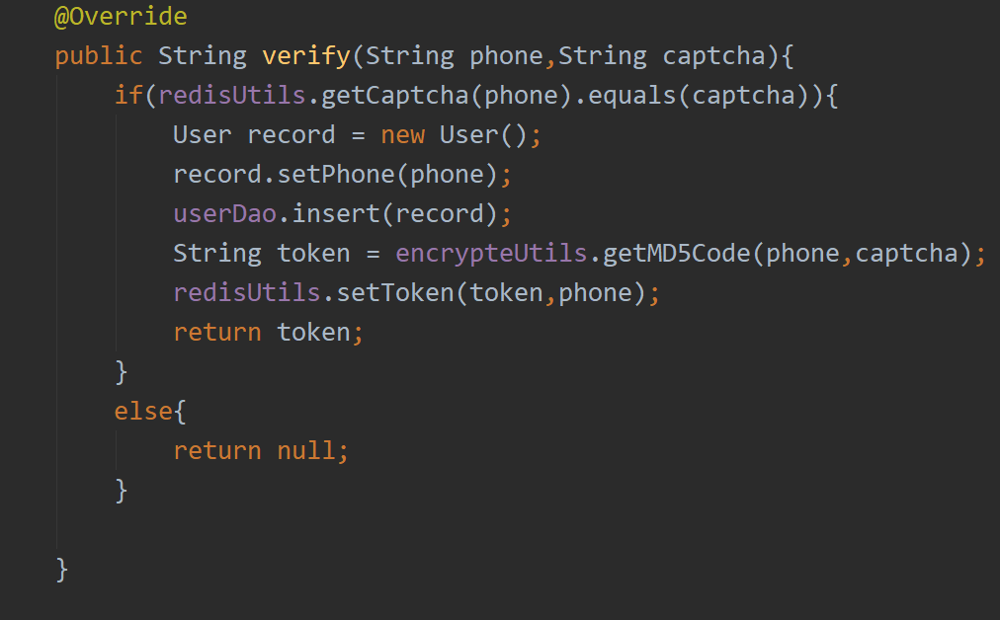 @Override
public String verify(String phone,String captcha){
if(redisUtils.getCaptcha(phone).equals(captcha)){
User record = new User();
record.setPhone(phone);
userDao.insert(record);
String token = encrypteUtils.getMD5Code(phone,captcha);
redisUtils.setToken(token,phone);
return token;
}
else{
return null;
}
}